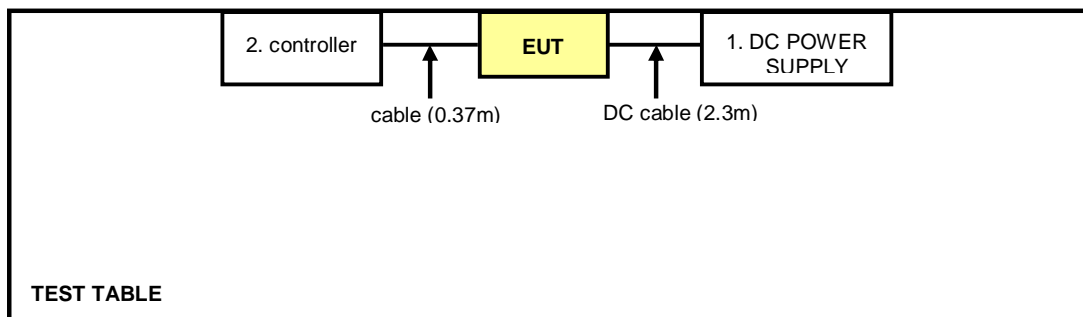 2. controller
EUT
1. DC POWER
SUPPLY
cable (0.37m)
DC cable (2.3m)
TEST TABLE